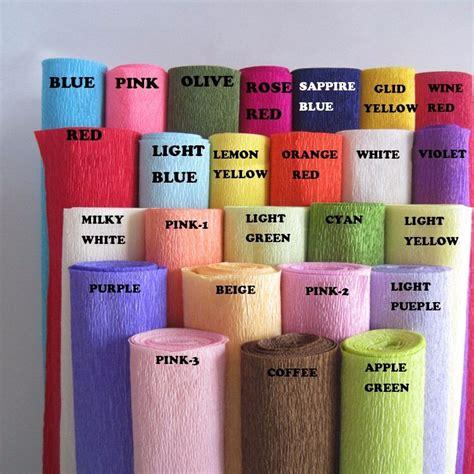 BLUE
PINK
OLIVE
ROSE
RED
SAPPIRE
BLUE
GLID
YELLOW
WINE
RED
RED
LIGHT
BLUE
LEMON
YELLOW
ORANGE
RED
WHITE
VIOLET
MILKY
WHITE
PINK-1
LIGHT
GREEN
CYAN
LIGHT
YELLOW
PURPLE
BEIGE
PINK-2
LIGHT
PUEPLE
PINK-3
COFFEE
APPLE
GREEN